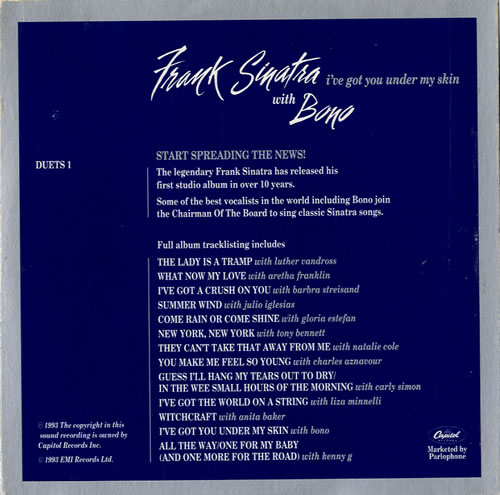 Frank Sinatra i've got you under my skin
with Bono
DUETS 1
START SPREADING THE NEWS!
The legendary Frank Sinatra has released his
first studio album in over 10 years.
Some of the best vocalists in the world including Bono join
the Chairman Of The Board to sing classic Sinatra songs.
Full album tracklisting includes
THE LADY IS A TRAMP with luther vandross
WHAT NOW MY LOVE with aretha franklin
I'VE GOT A CRUSH ON YOU with barbra streisand
SUMMER WIND with julio iglesias
COME RAIN OR COME SHINE with gloria estefan
NEW YORK, NEW YORK with tony bennett
THEY CAN'T TAKE THAT AWAY FROM ME with natalie cole
YOU MAKE ME FEEL SO YOUNG with charles aznavour
GUESS I'LL HANG MY TEARS OUT TO DRY/
IN THE WEE SMALL HOURS OF THE MORNING with carly simon
I'VE GOT THE WORLD ON A STRING with liza minnelli
WITCHCRAFT with anita baker
I'VE GOT YOU UNDER MY SKIN with bono
ALL THE WAY/ONE FOR MY BABY
(AND ONE MORE FOR THE ROAD) with kenny g
℗ 1993 The copyright in this
sound recording is owned by
Capitol Records Inc.
© 1993 EMI Records Ltd.
Capitol
Marketed by
Parlophone